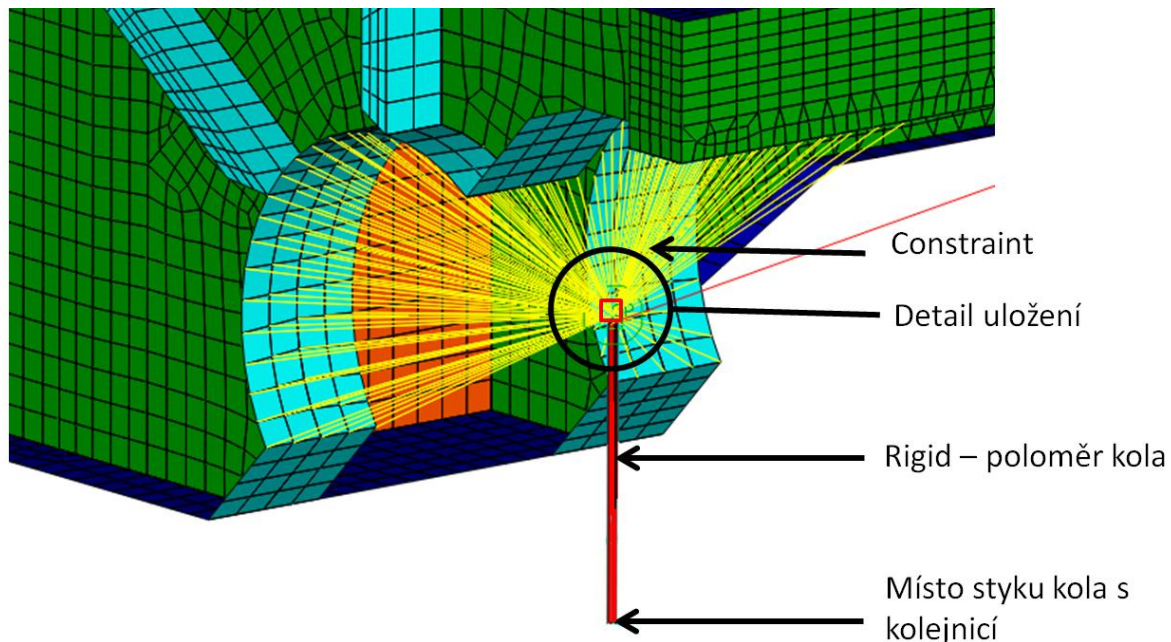 Constraint
Detail uložení
Rigid – poloměr kola
Místo styku kola s
kolejnicí